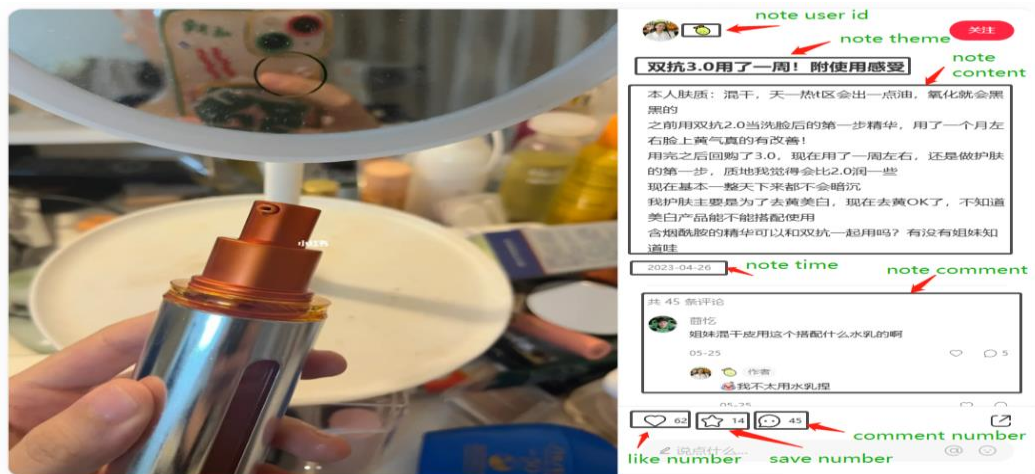 note user id
关注
note theme
双抗3.0用了一周！附使用感受
note
content
本人肤质：混干，天一热t区会出一点油，氧化就会黑
黑的
之前用双抗2.0当洗脸后的第一步精华，用了一个月左
右脸上黄气真的有改善！
用完之后回购了3.0，现在用了一周左右，还是做护肤
的第一步，质地我觉得会比2.0润一些
现在基本一整天下来都不会暗沉
我护肤主要是为了去黄美白，现在去黄OK了，不知道
美白产品能不能搭配使用
含烟酰胺的精华可以和双抗一起用吗？有没有姐妹知
道哇
2023-04-26
note time
note comment
共 45 条评论
姐妹混干皮用这个搭配什么水乳的啊
05-25
5
作者
我不太用水乳捏
05-25
62
14
45
comment number
说点什么...
like number
save number
小红书